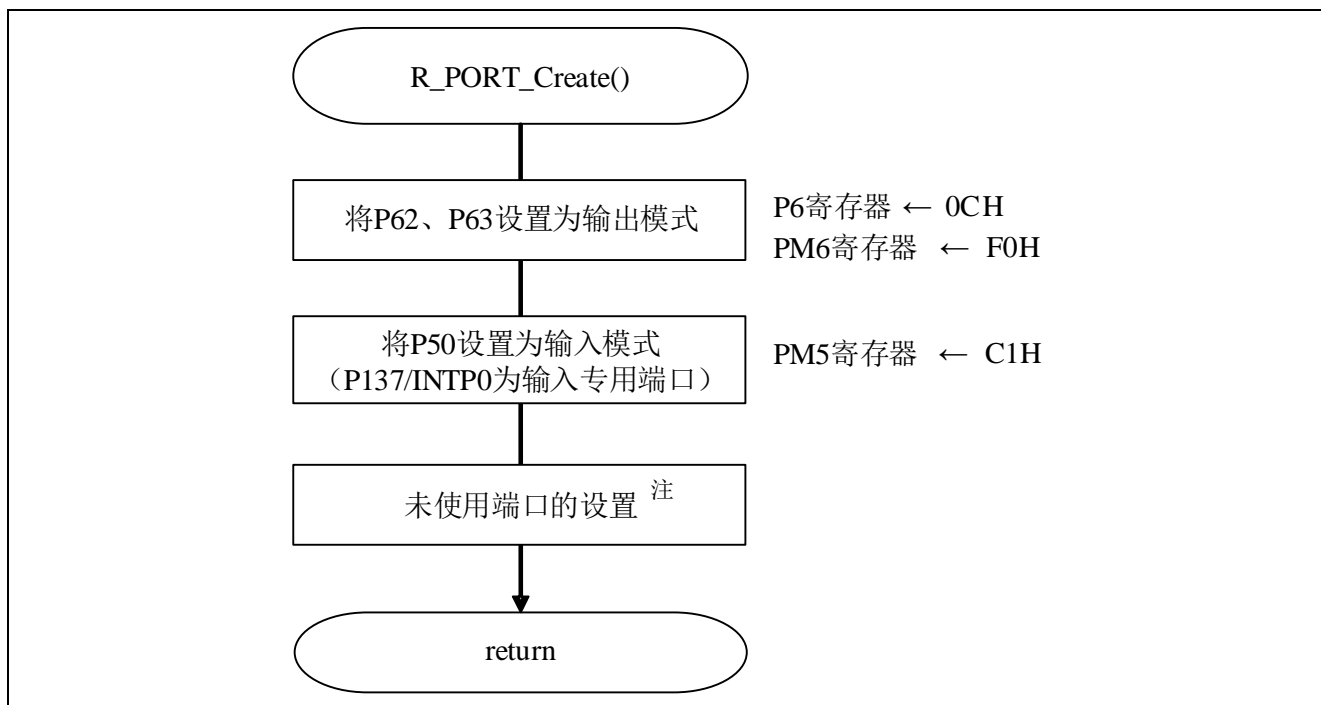 R_PORT_Create()
将P62、P63设置为输出模式
P6寄存器 ← 0CH
PM6寄存器 ← F0H
将P50设置为输入模式
（P137/INTP0为输入专用端口）
PM5寄存器 ← C1H
未使用端口的设置 注
return